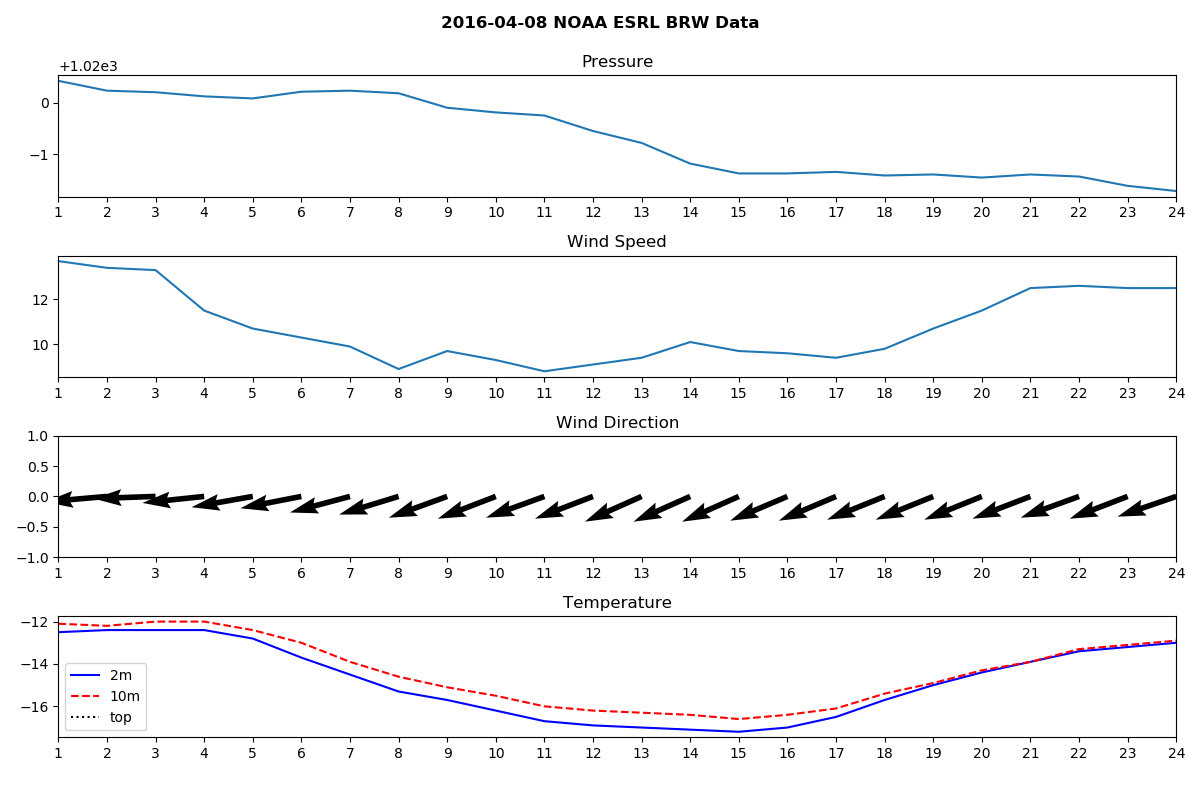 2016-04-08 NOAA ESRL BRW Data
Pressure
+1.02e3
0
−1
1 2 3 4 5 6 7 8 9 10 11 12 13 14 15 16 17 18 19 20 21 22 23 24
Wind Speed
12
10
1 2 3 4 5 6 7 8 9 10 11 12 13 14 15 16 17 18 19 20 21 22 23 24
Wind Direction
1.0
0.5
0.0
−0.5
−1.0
1 2 3 4 5 6 7 8 9 10 11 12 13 14 15 16 17 18 19 20 21 22 23 24
Temperature
−12
−14
−16
2m
10m
top
1 2 3 4 5 6 7 8 9 10 11 12 13 14 15 16 17 18 19 20 21 22 23 24